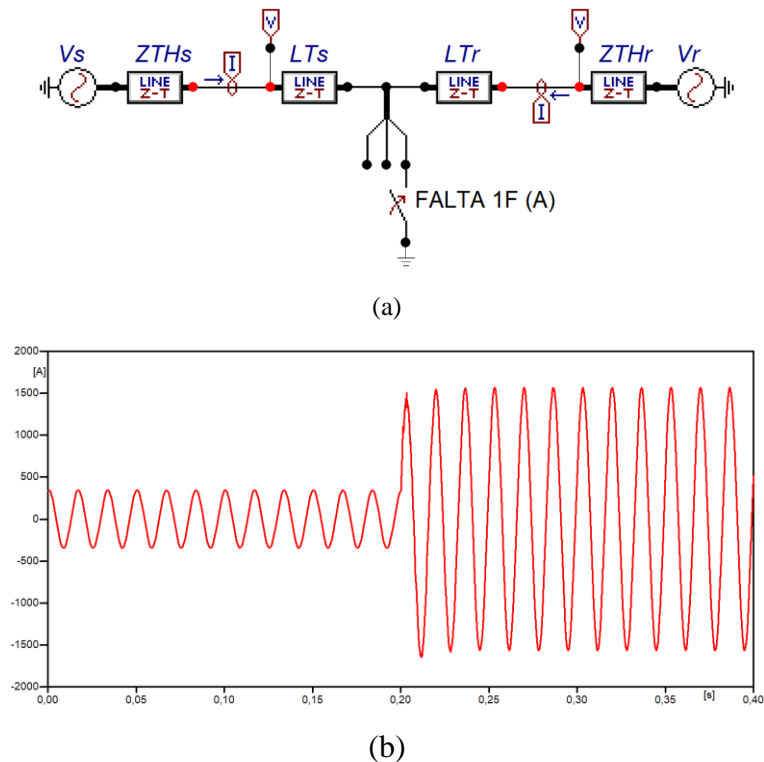 V
V
Vs ZTHs I LTs LTr ZTHr Vr
LINE Z-T
LINE Z-T
LINE Z-T
LINE Z-T
I
FALTA 1F (A)
(a)
2000
[A]
1500
1000
500
0
-500
-1000
-1500
-2000
0,00 0,05 0,10 0,15 0,20 0,25 0,30 0,35 [s] 0,40
(b)